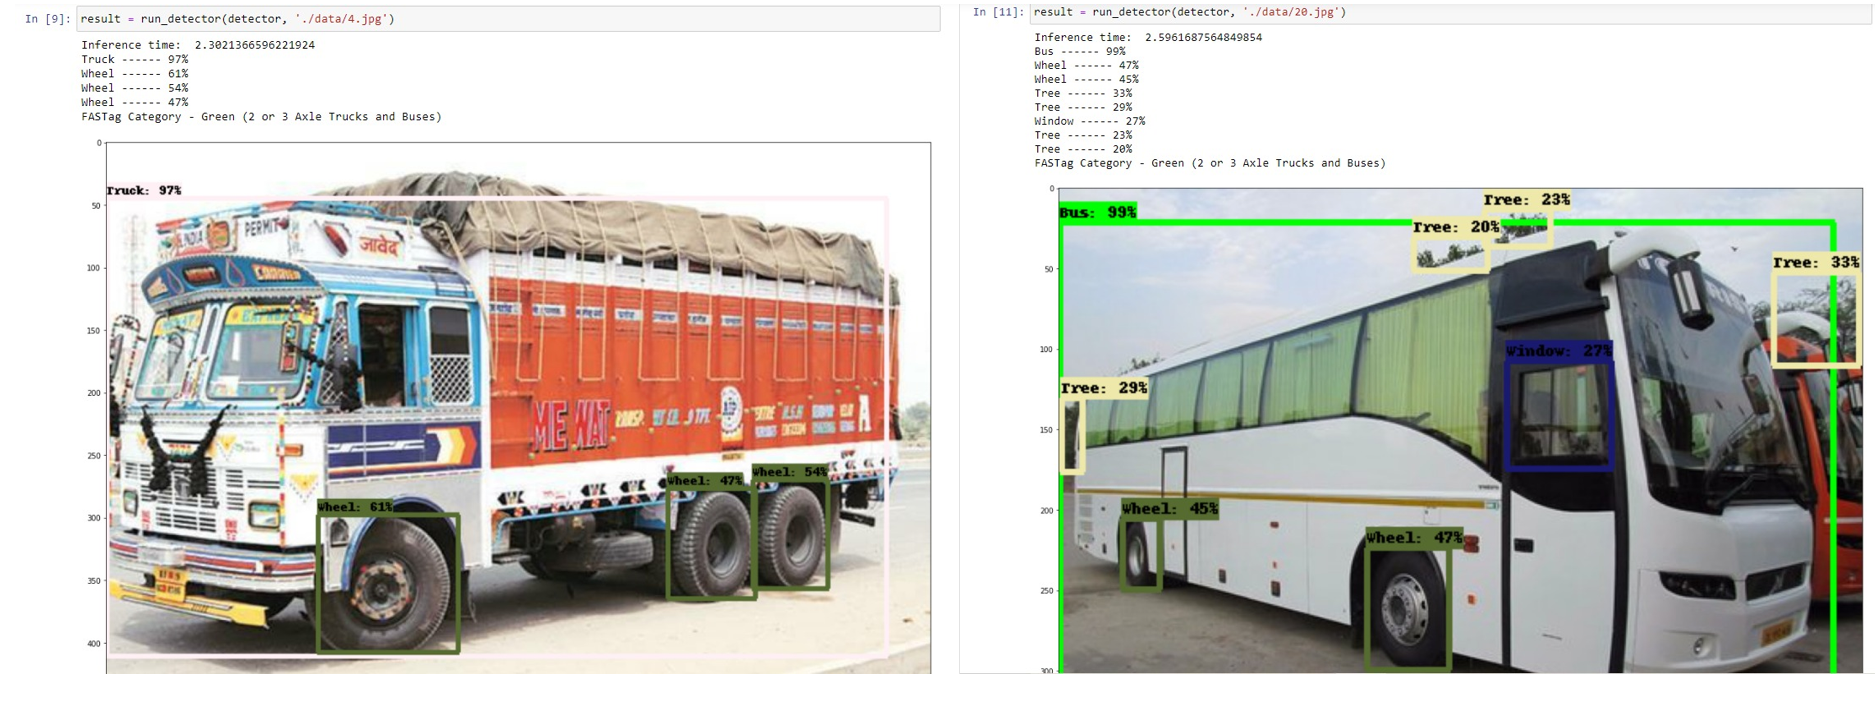 In [9]: result = run_detector(detector, './data/4.jpg')
Inference time:  2.3021366596221924
Truck ------ 97%
Wheel ------ 61%
Wheel ------ 54%
Wheel ------ 47%
FASTag Category - Green (2 or 3 Axle Trucks and Buses)
0
50
100
150
200
250
300
350
400
Truck: 97%
INDIA
PERMIT
जावेद
CARRIER
ME WAT
A
Wheel: 61%
Wheel: 47%
Wheel: 54%
In [11]: result = run_detector(detector, './data/20.jpg')
Inference time:  2.5961687564849854
Bus ------ 99%
Wheel ------ 47%
Wheel ------ 45%
Tree ------ 33%
Tree ------ 29%
Window ------ 27%
Tree ------ 23%
Tree ------ 20%
FASTag Category - Green (2 or 3 Axle Trucks and Buses)
0
50
100
150
200
250
300
Bus: 99%
Tree: 23%
Tree: 20%
Tree: 33%
Window: 27%
Tree: 29%
Wheel: 45%
Wheel: 47%